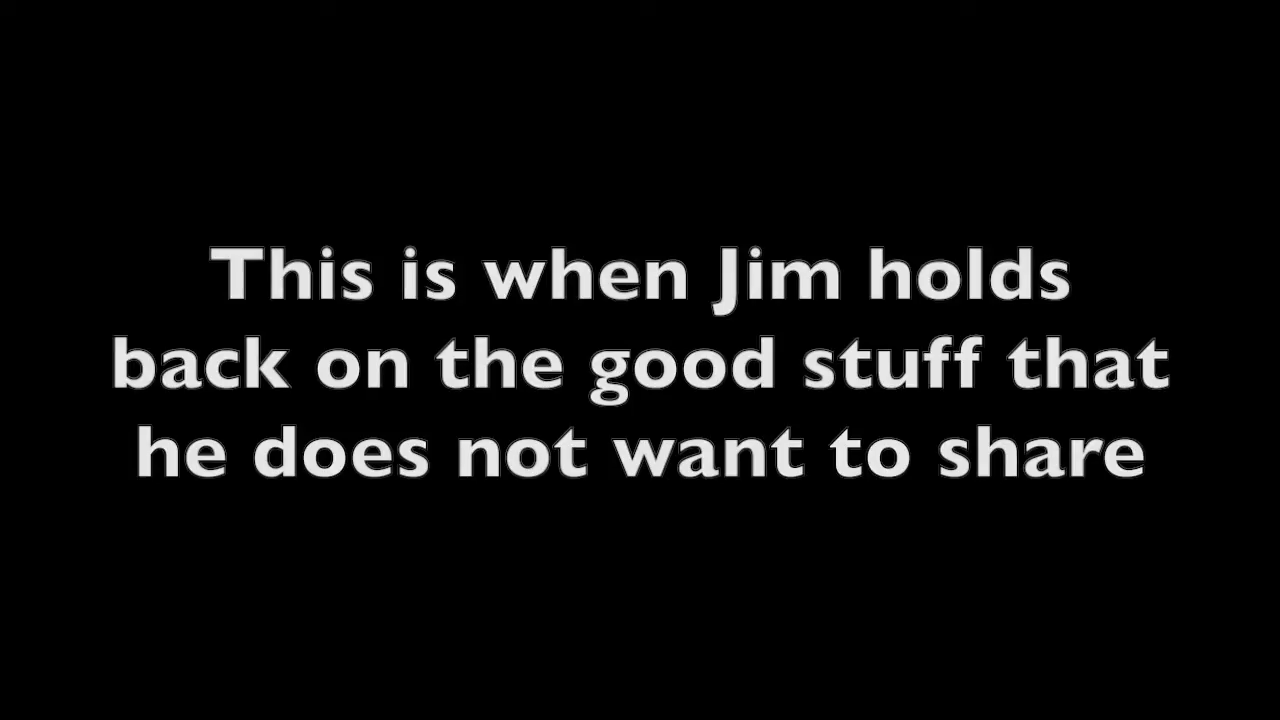 This is when Jim holds
back on the good stuff that
he does not want to share